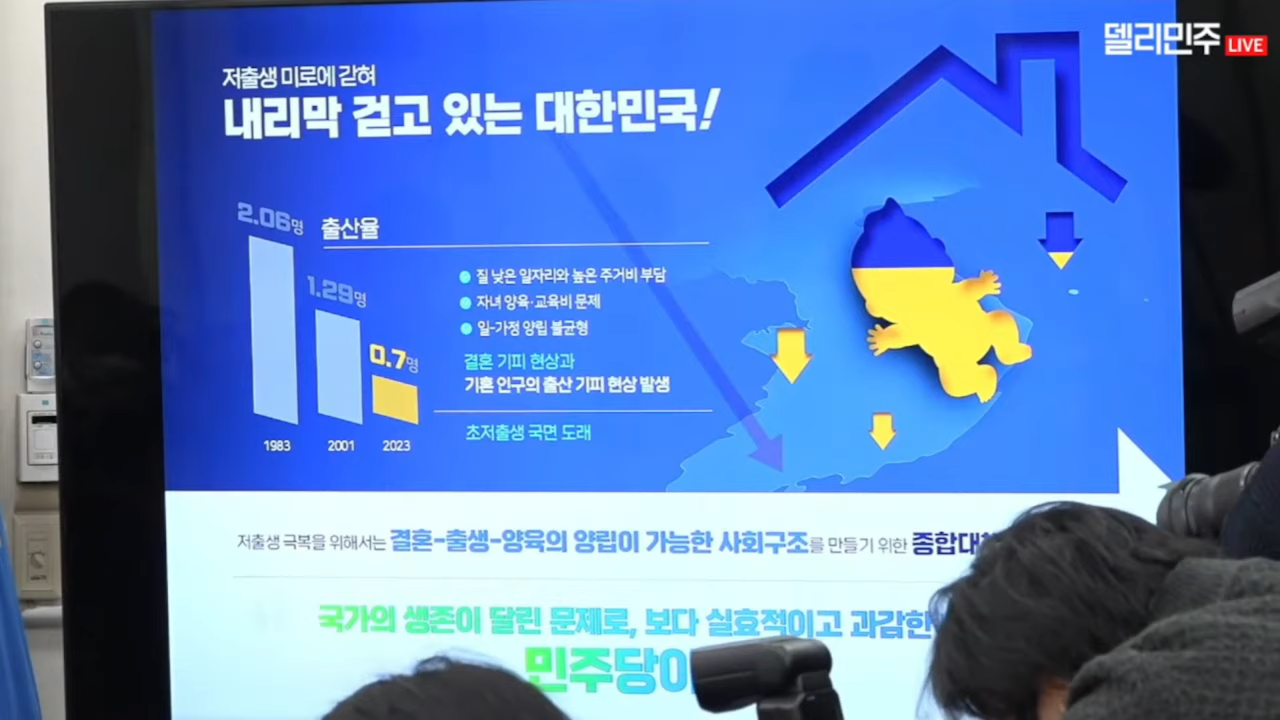 델리민주 LIVE
저출생 미로에 갇혀
내리막 걷고 있는 대한민국!
2.06명
1.29명
0.7명
1983
2001
2023
출산율
질 낮은 일자리와 높은 주거비 부담
자녀 양육·교육비 문제
일-가정 양립 불균형
결혼 기피 현상과
기혼 인구의 출산 기피 현상 발생
초저출생 국면 도래
저출생 극복을 위해서는 결혼-출생-양육의 양립이 가능한 사회구조를 만들기 위한
국가의 생존이 달린 문제로, 보다 실효적이고 과감한
민주당이